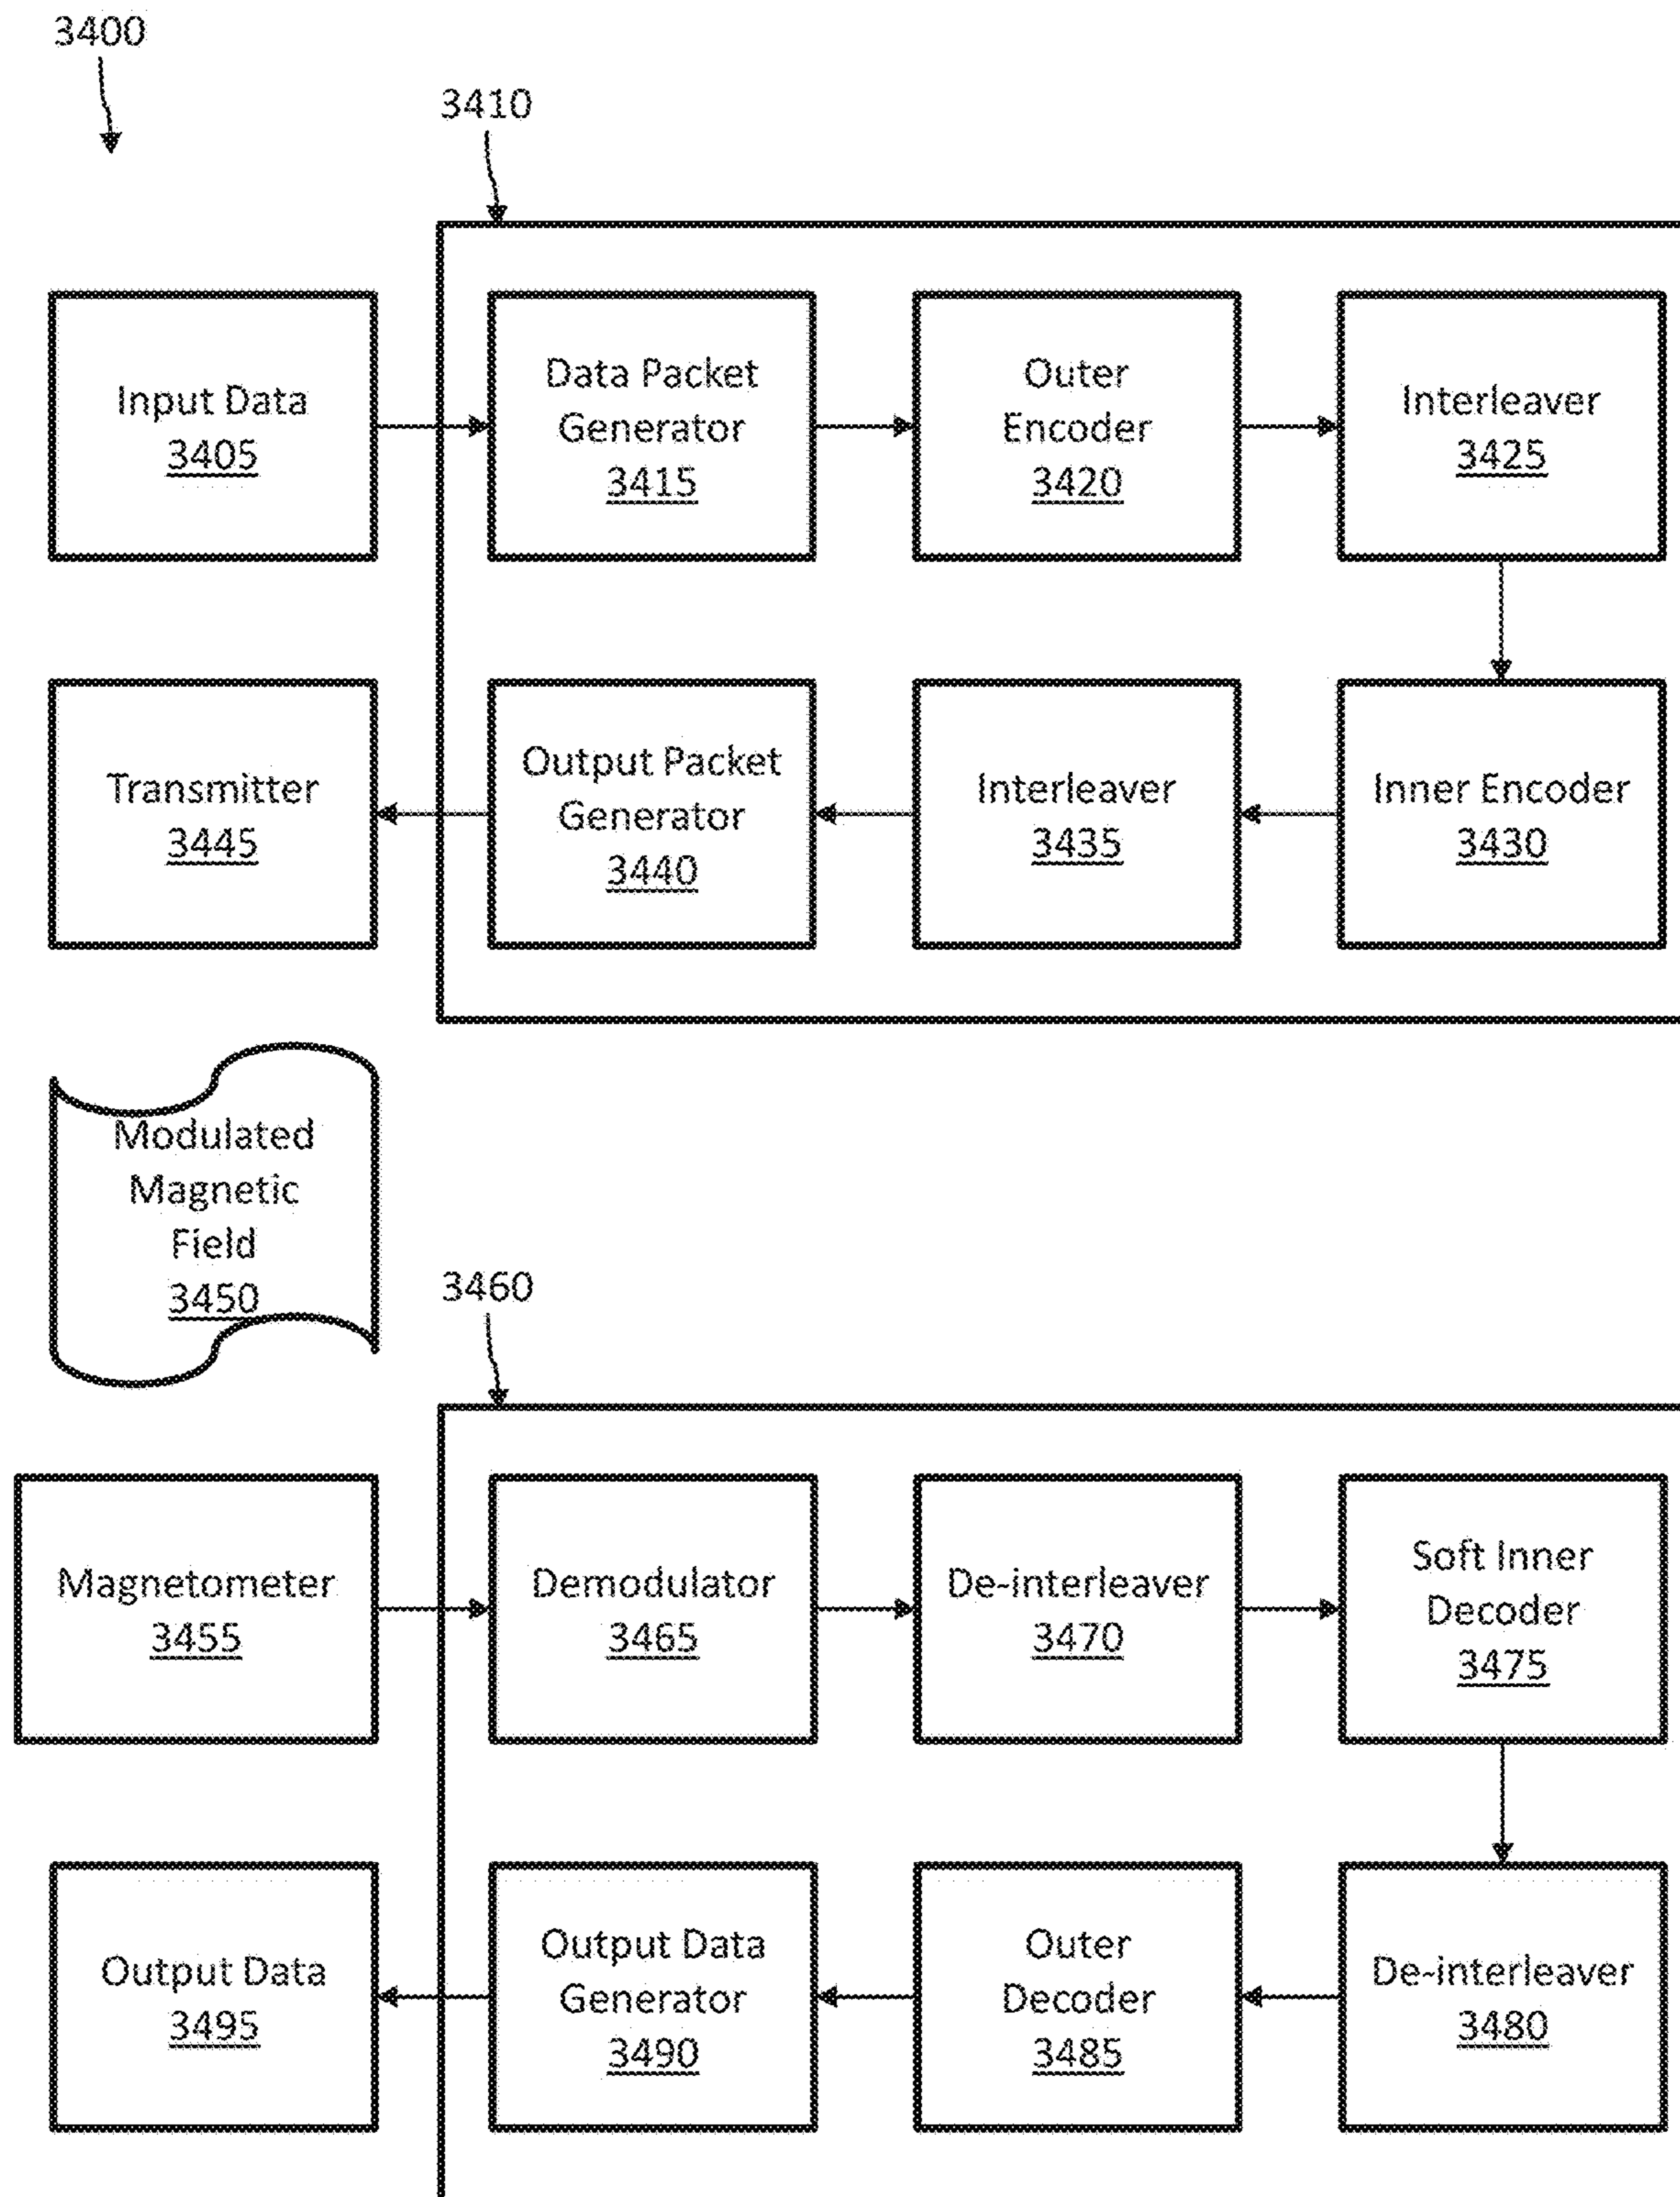 3400
3410
Input Data
3405
Data Packet
Generator
3415
Outer
Encoder
3420
Interleaver
3425
Transmitter
3445
Output Packet
Generator
3440
Interleaver
3435
Inner Encoder
3430
Modulated
Magnetic
Field
3450
3460
Magnetometer
3455
Demodulator
3465
De-interleaver
3470
Soft Inner
Decoder
3475
Output Data
3495
Output Data
Generator
3490
Outer
Decoder
3485
De-interleaver
3480